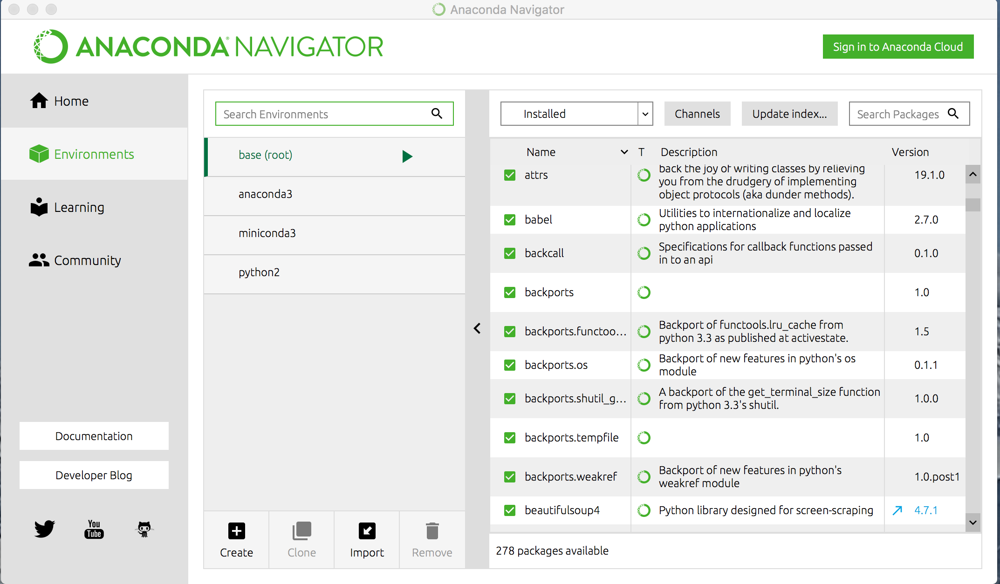 Anaconda Navigator
ANACONDA® NAVIGATOR
Sign in to Anaconda Cloud
Home
Environments
Learning
Community
Documentation
Developer Blog
You
Tube
Search Environments
base (root)
anaconda3
miniconda3
python2
Create
Clone
Import
Remove
Installed
Channels
Update index...
Search Packages
Name T Description Version
attrs back the joy of writing classes by relieving 19.1.0
you from the drudgery of implementing
object protocols (aka dunder methods).
babel Utilities to internationalize and localize 2.7.0
python applications
backcall Specifications for callback functions passed 0.1.0
in to an api
backports 1.0
backports.functoo... Backport of functools.lru_cache from 1.5
python 3.3 as published at activestate.
backports.os Backport of new features in python's os 0.1.1
module
backports.shutil_g... A backport of the get_terminal_size function 1.0.0
from python 3.3's shutil.
backports.tempfile 1.0
backports.weakref Backport of new features in python's 1.0.post1
weakref module
beautifulsoup4 Python library designed for screen-scraping 4.7.1
278 packages available